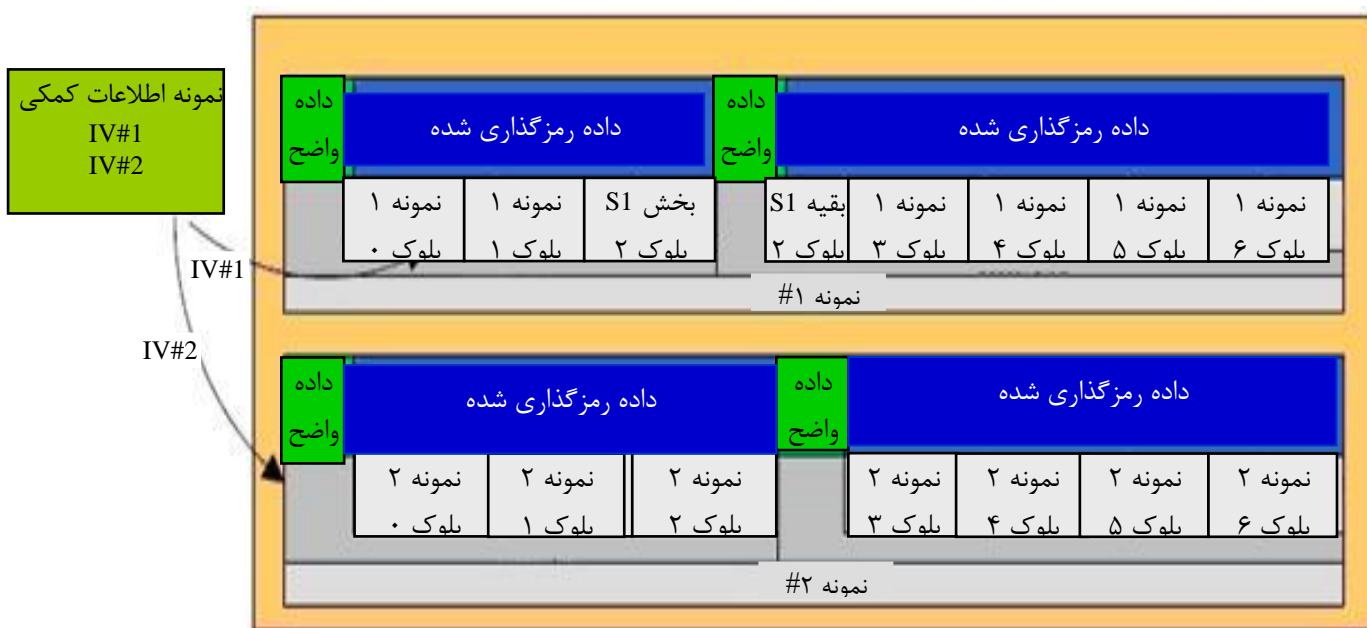 نمونه اطلاعات کمکی
IV#1
IV#2
IV#1
IV#2
داده
واضح
داده رمزگذاری شده
داده
واضح
داده رمزگذاری شده
نمونه ۱
بلوک ۰
نمونه ۱
بلوک ۱
بخش S1
بلوک ۲
بقیه S1
بلوک ۲
نمونه ۱
بلوک ۳
نمونه ۱
بلوک ۴
نمونه ۱
بلوک ۵
نمونه ۱
بلوک ۶
نمونه ۱#
داده
واضح
داده رمزگذاری شده
داده
واضح
داده رمزگذاری شده
نمونه ۲
بلوک ۰
نمونه ۲
بلوک ۱
نمونه ۲
بلوک ۲
نمونه ۲
بلوک ۳
نمونه ۲
بلوک ۴
نمونه ۲
بلوک ۵
نمونه ۲
بلوک ۶
نمونه ۲#